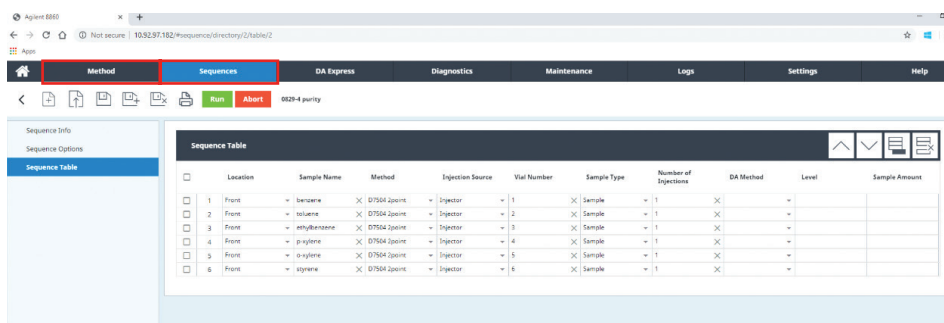 Agilent 8860
Not secure | 10.92.97.182/#sequence/directory/2/table/2
Apps
Method Sequences DA Express Diagnostics Maintenance Logs Settings Help
Run Abort 0829-4 purity
Sequence Info
Sequence Options
Sequence Table
Sequence Table
Location Sample Name Method Injection Source Vial Number Sample Type Number of Injections DA Method Level Sample Amount
1 Front benzene D7504 2point Injector 1 Sample 1
2 Front toluene D7504 2point Injector 2 Sample 1
3 Front ethylbenzene D7504 2point Injector 3 Sample 1
4 Front p-xylene D7504 2point Injector 4 Sample 1
5 Front o-xylene D7504 2point Injector 5 Sample 1
6 Front styrene D7504 2point Injector 6 Sample 1